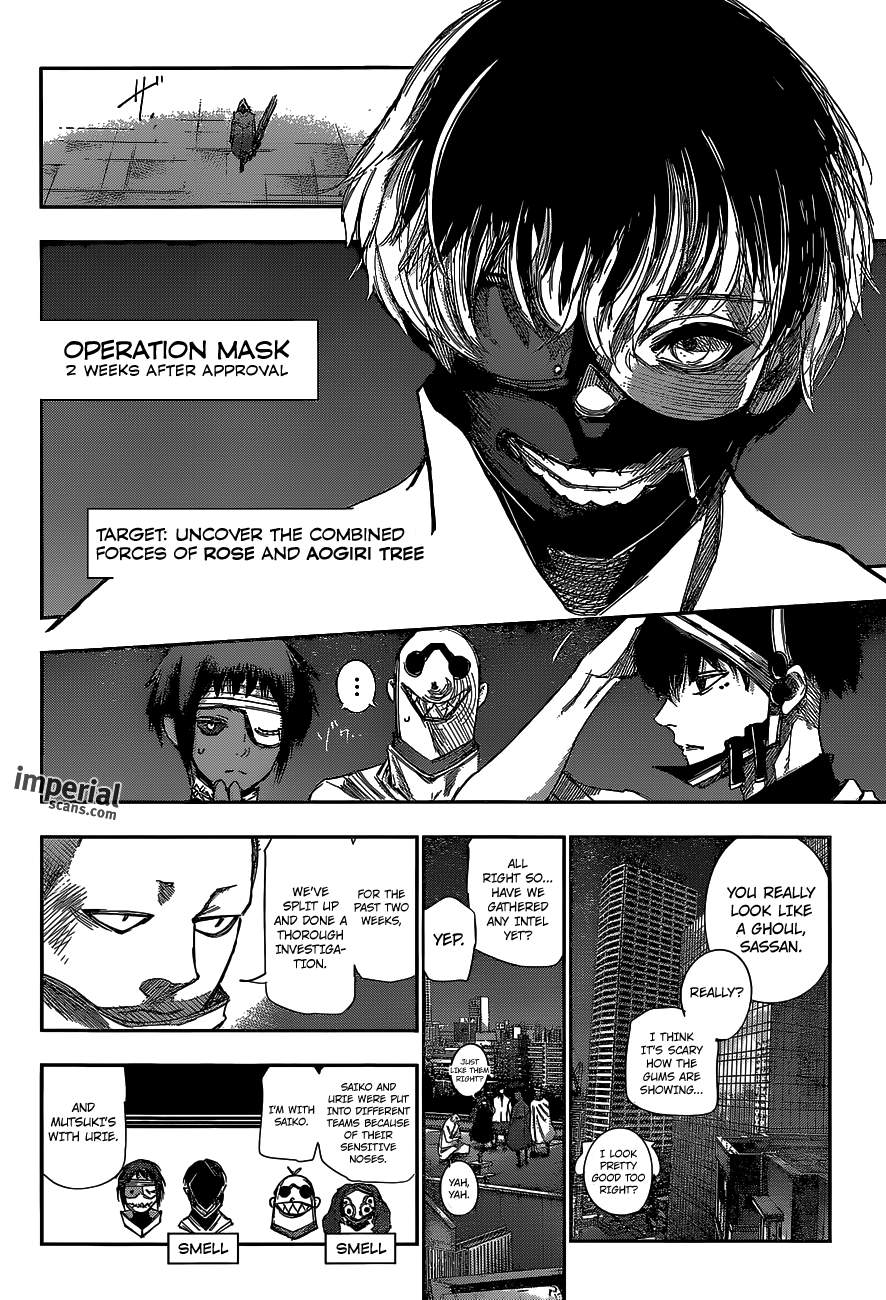 ザ
OPERATION MASK
2 WEEKS AFTER APPROVAL
TARGET: UNCOVER THE COMBINED
FORCES OF ROSE AND AOGIRI TREE
...
imperial
scans.com
YOU REALLY
LOOK LIKE
A GHOUL,
SASSAN.
REALLY?
I THINK
IT'S SCARY
HOW THE
GUMS ARE
SHOWING...
I LOOK
PRETTY
GOOD TOO
RIGHT?
ALL
RIGHT SO...
HAVE WE
GATHERED
ANY INTEL
YET?
YEP.
JUST
LIKE THEM
RIGHT?
YAH,
YAH.
FOR THE
PAST TWO
WEEKS,
WE'VE
SPLIT UP
AND DONE A
THOROUGH
INVESTIGA-
TION.
SAIKO AND
URIE WERE PUT
INTO DIFFERENT
TEAMS BECAUSE
OF THEIR
SENSITIVE
NOSES.
I'M WITH
SAIKO.
AND
MUTSUKI'S
WITH URIE.
SMELL
SMELL